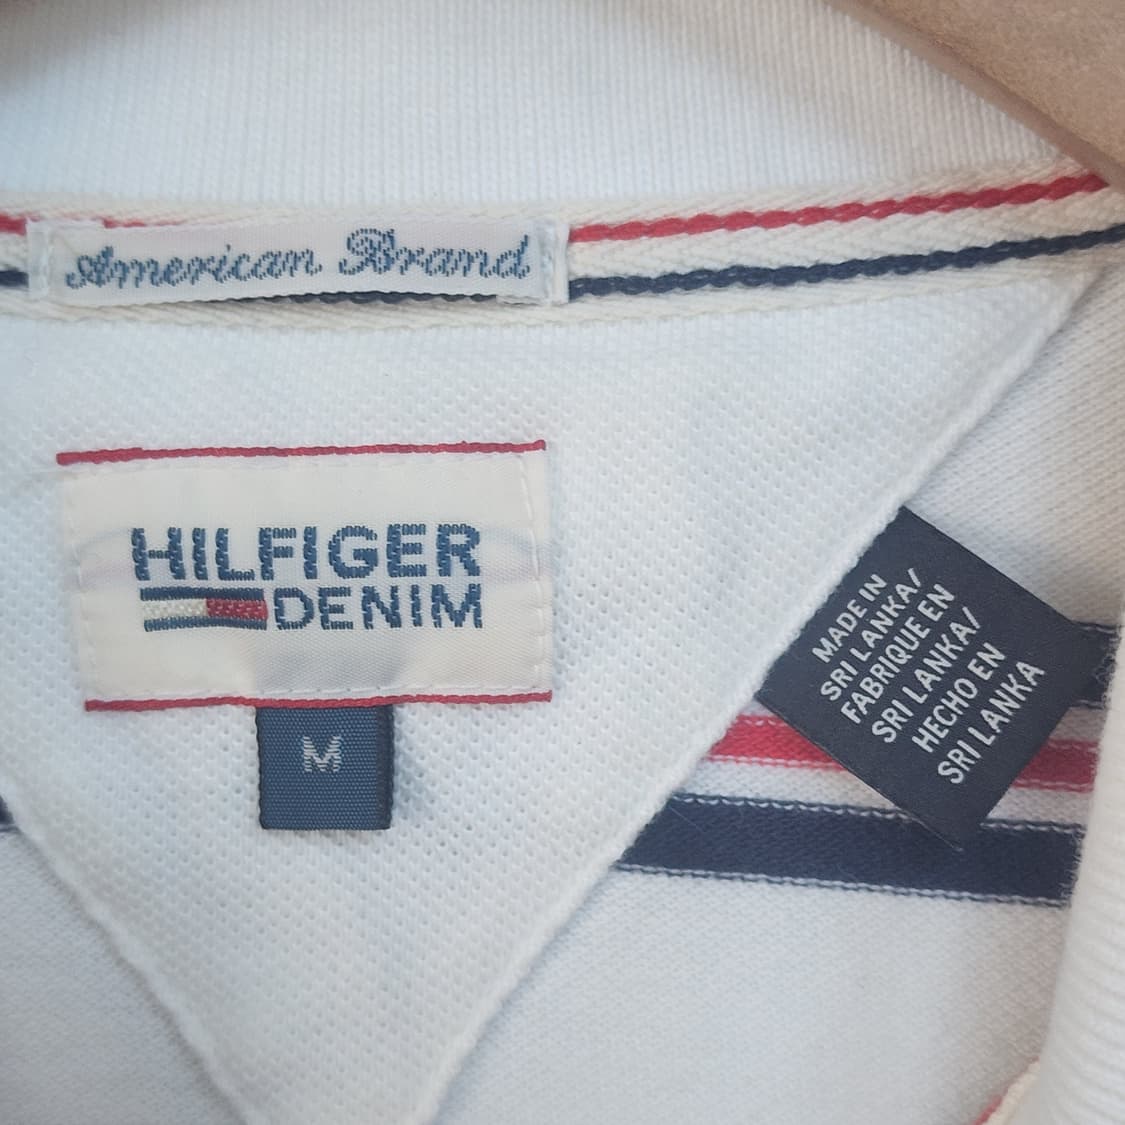 American Brand
HILFIGER
DENIM
M
MADE IN
SRI LANKA/
FABRIQUE EN
SRI LANKA/
HECHO EN
SRI LANKA